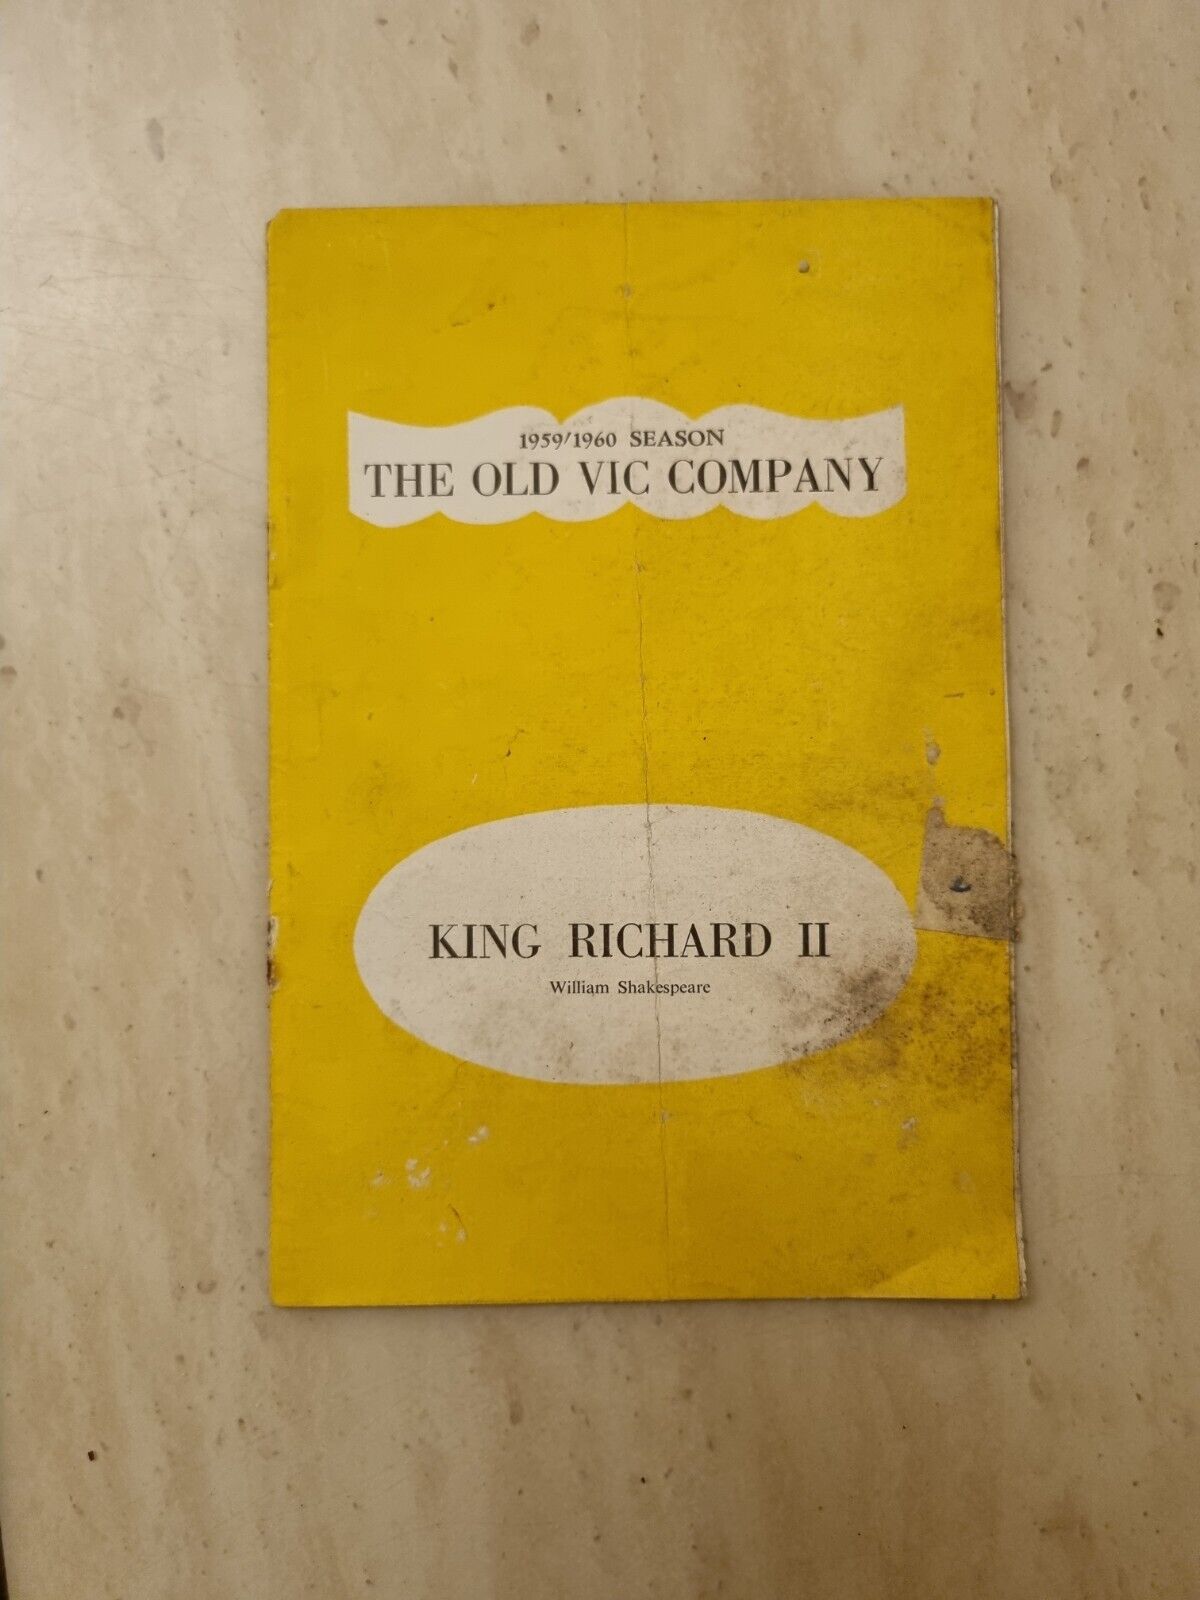 1959/1960 SEASON
THE OLD VIC COMPANY
KING RICHARD II
William Shakespeare